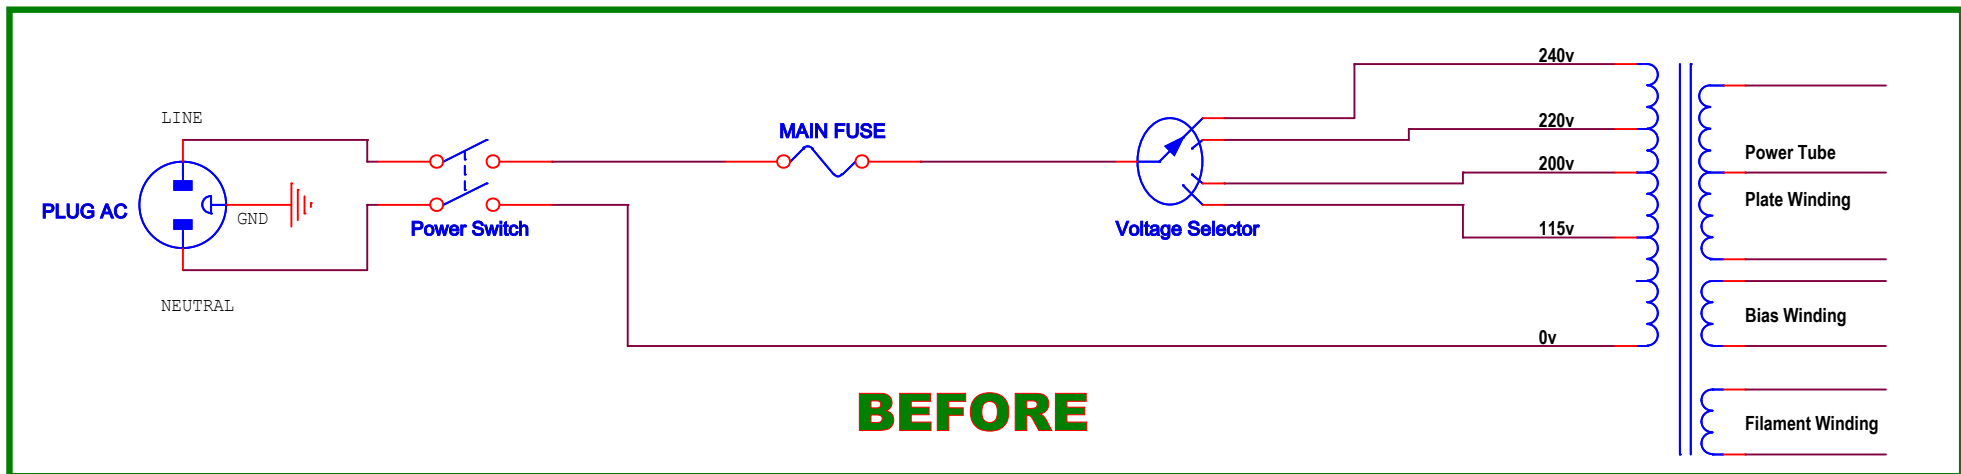 240v
LINE
220v
MAIN FUSE
Power Tube
200v
Plate Winding
PLUG AC
GND
Power Switch
Voltage Selector
115v
NEUTRAL
Bias Winding
0v
BEFORE
Filament Winding